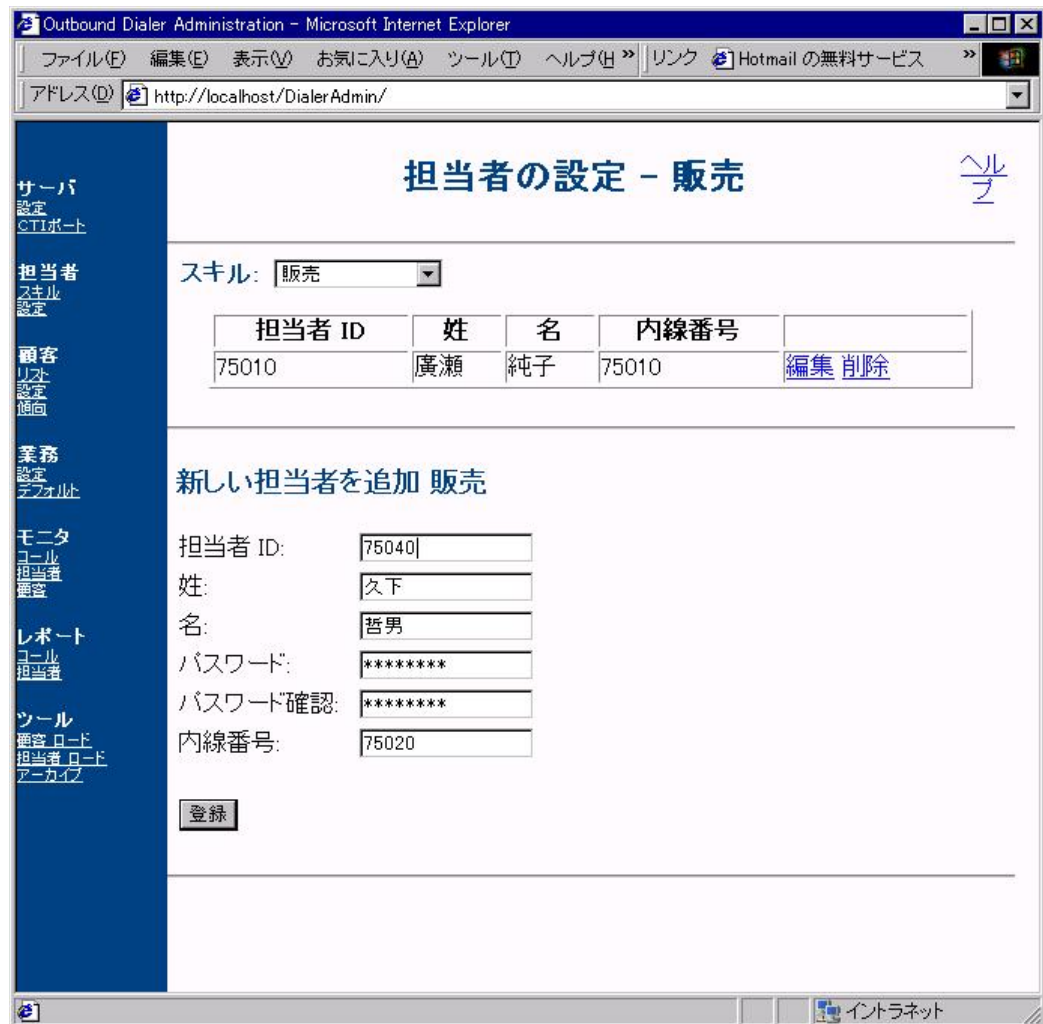 Outbound Dialer Administration - Microsoft Internet Explorer
ファイル(F) 編集(E) 表示(V) お気に入り(A) ツール(T) ヘルプ(H » リンク Hotmail の無料サービス »
アドレス(D) http://localhost/DialerAdmin/
サーバ
設定
CTIポート
担当者
スキル
設定
顧客
リスト
設定
傾向
業務
設定
デフォルト
モニタ
コール
担当者
顧客
レポート
コール
担当者
ツール
顧客 ロード
担当者 ロード
アーカイブ
担当者の設定 - 販売
ヘル
プ
スキル: 販売
担当者 ID 姓 名 内線番号
75010 廣瀬 純子 75010 編集 削除
新しい担当者を追加 販売
担当者 ID: 75040
姓: 久下
名: 哲男
パスワード: ********
パスワード確認: ********
内線番号: 75020
登録
イントラネット